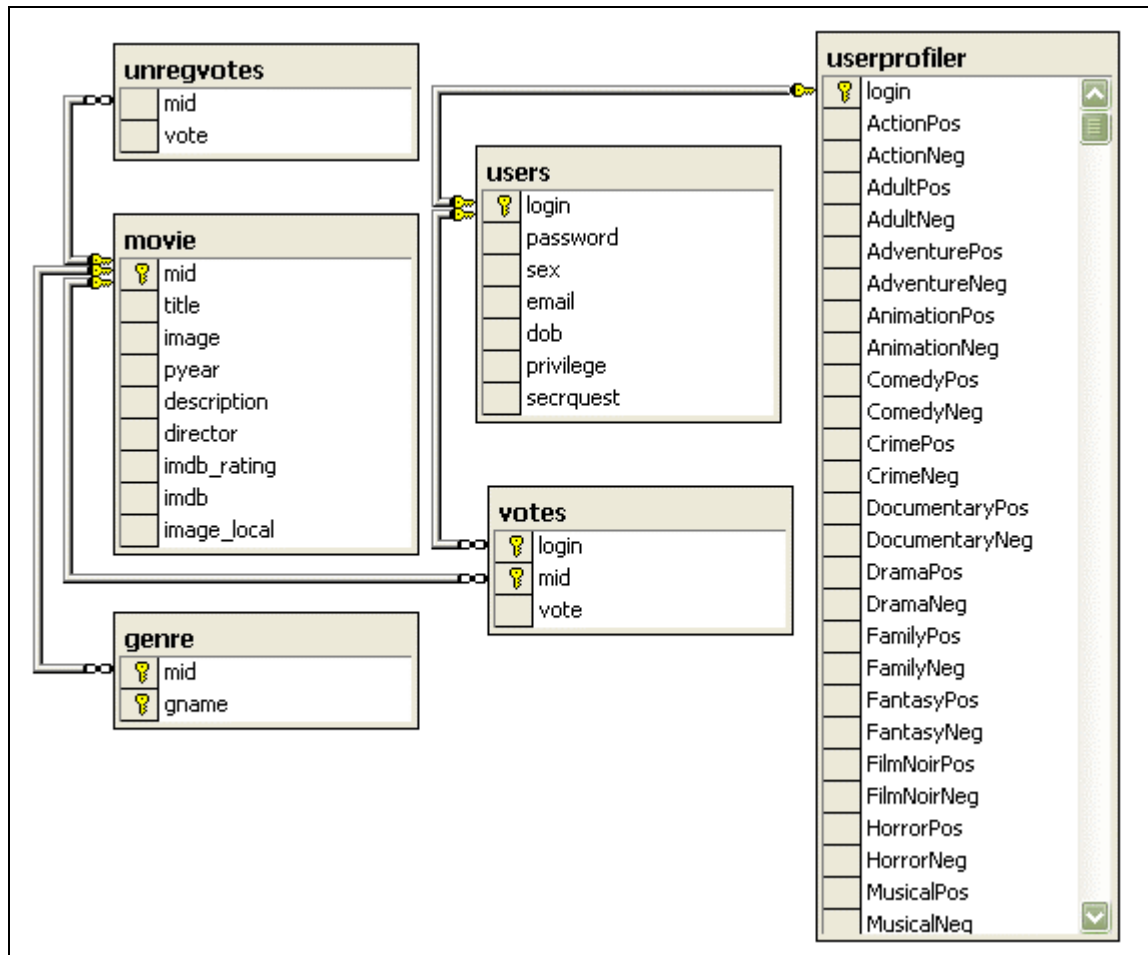 unregvotes
mid
vote
movie
mid
title
image
pyear
description
director
imdb_rating
imdb
image_local
genre
mid
gname
users
login
password
sex
email
dob
privilege
secrquest
votes
login
mid
vote
userprofiler
login
ActionPos
ActionNeg
AdultPos
AdultNeg
AdventurePos
AdventureNeg
AnimationPos
AnimationNeg
ComedyPos
ComedyNeg
CrimePos
CrimeNeg
DocumentaryPos
DocumentaryNeg
DramaPos
DramaNeg
FamilyPos
FamilyNeg
FantasyPos
FantasyNeg
FilmNoirPos
FilmNoirNeg
HorrorPos
HorrorNeg
MusicalPos
MusicalNeg